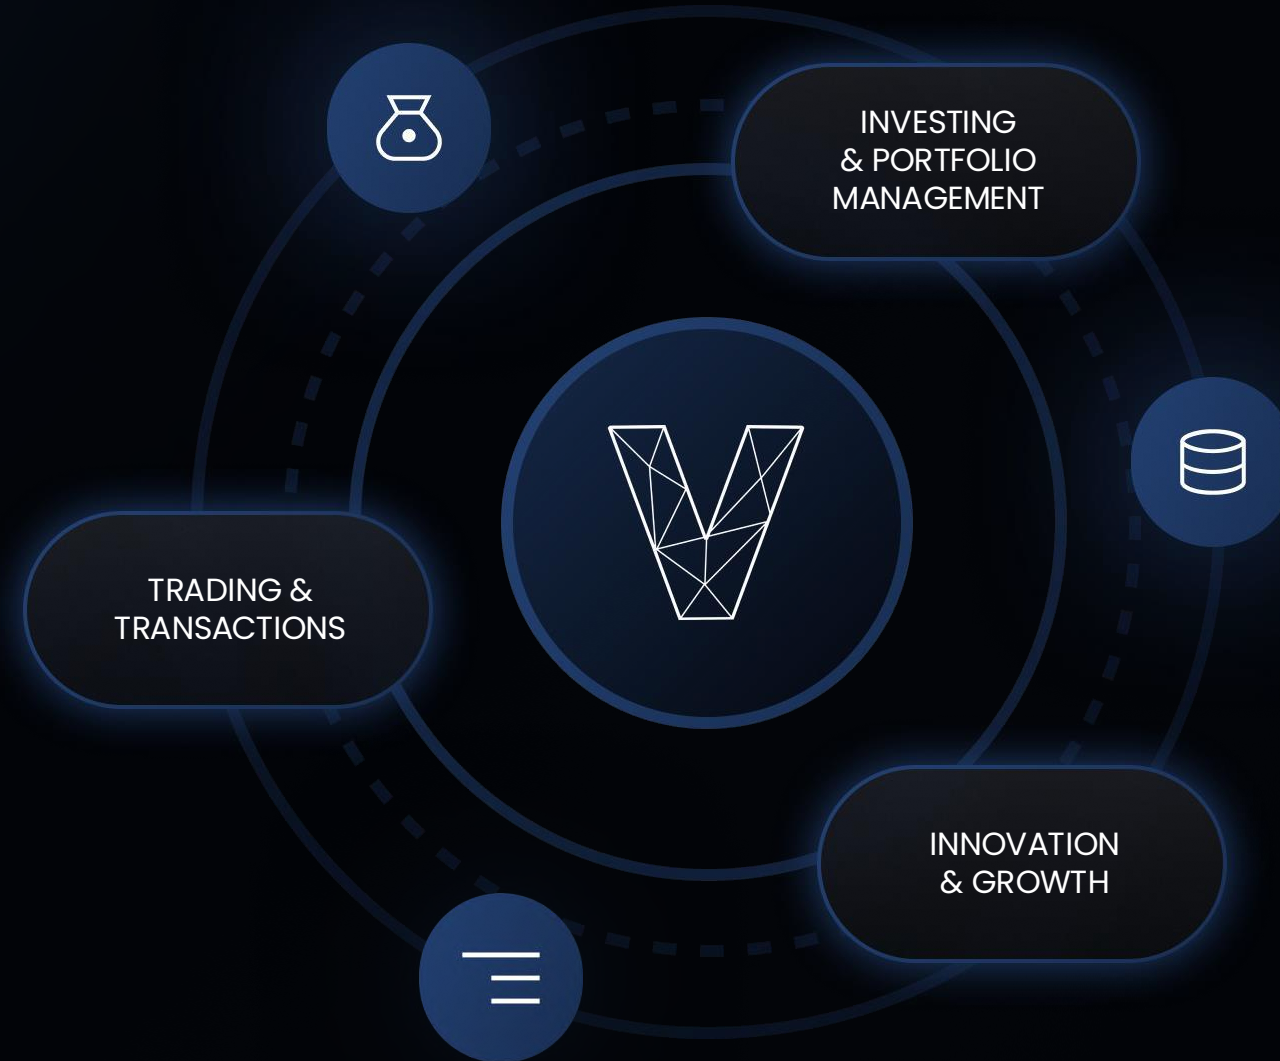 INVESTING
& PORTFOLIO
MANAGEMENT
V
TRADING &
TRANSACTIONS
INNOVATION
& GROWTH